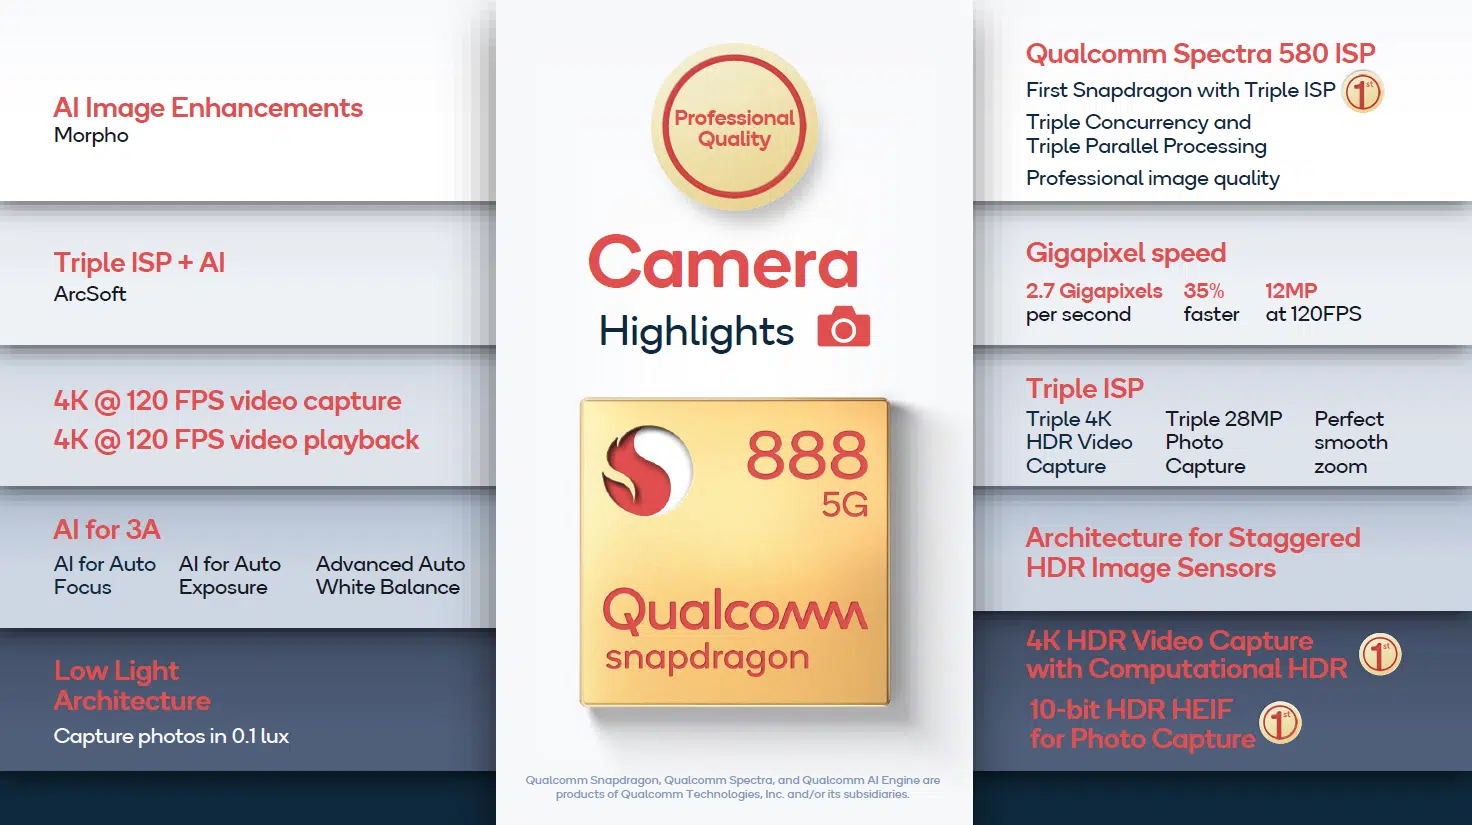 AI Image Enhancements
Morpho
Triple ISP + AI
ArcSoft
4K @ 120 FPS video capture
4K @ 120 FPS video playback
AI for 3A
AI for Auto
Focus
AI for Auto
Exposure
Advanced Auto
White Balance
Low Light
Architecture
Capture photos in 0.1 lux
Professional
Quality
Camera
Highlights
888
5G
Qualcomm
snapdragon
Qualcomm Snapdragon, Qualcomm Spectra, and Qualcomm AI Engine are
products of Qualcomm Technologies, Inc. and/or its subsidiaries.
Qualcomm Spectra 580 ISP
First Snapdragon with Triple ISP 1st
Triple Concurrency and
Triple Parallel Processing
Professional image quality
Gigapixel speed
2.7 Gigapixels
per second
35%
faster
12MP
at 120FPS
Triple ISP
Triple 4K
HDR Video
Capture
Triple 28MP
Photo
Capture
Perfect
smooth
zoom
Architecture for Staggered
HDR Image Sensors
4K HDR Video Capture
with Computational HDR
1st
10-bit HDR HEIF
for Photo Capture
1st